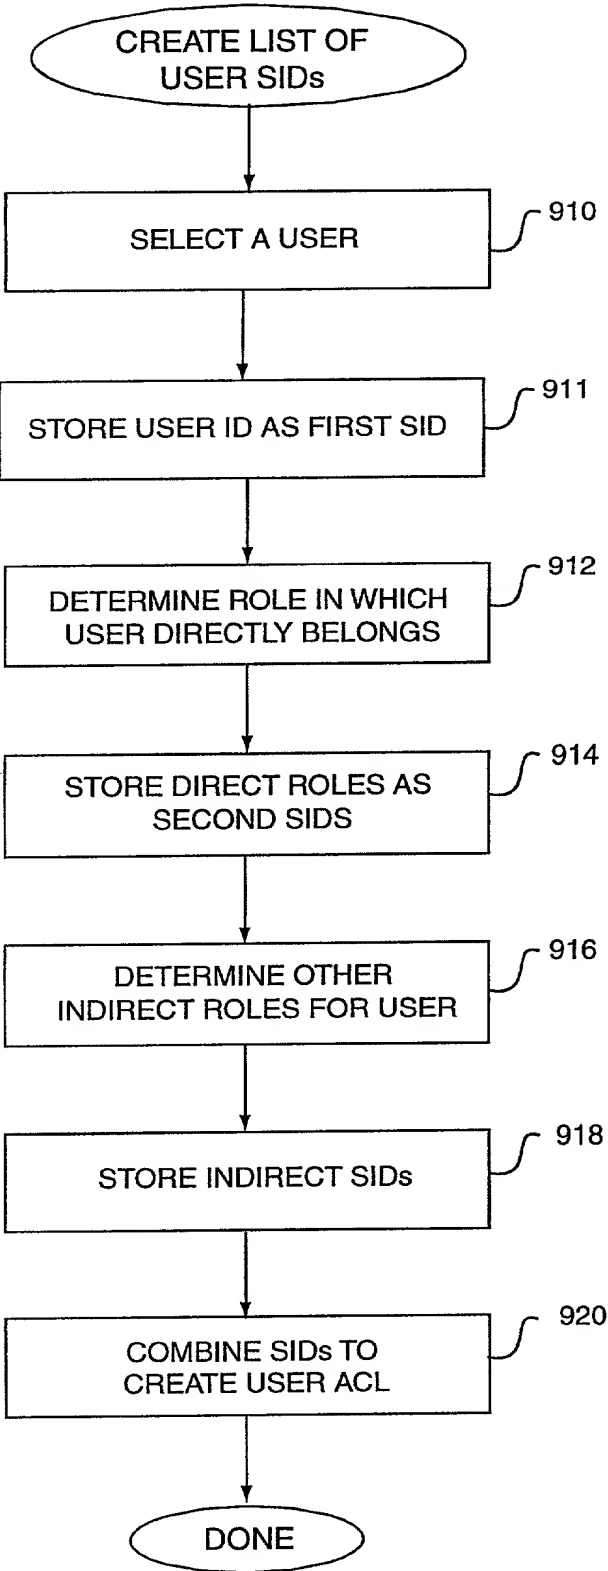 CREATE LIST OF
USER SIDs
SELECT A USER
910
STORE USER ID AS FIRST SID
911
DETERMINE ROLE IN WHICH
USER DIRECTLY BELONGS
912
STORE DIRECT ROLES AS
SECOND SIDS
914
DETERMINE OTHER
INDIRECT ROLES FOR USER
916
STORE INDIRECT SIDs
918
COMBINE SIDs TO
CREATE USER ACL
920
DONE